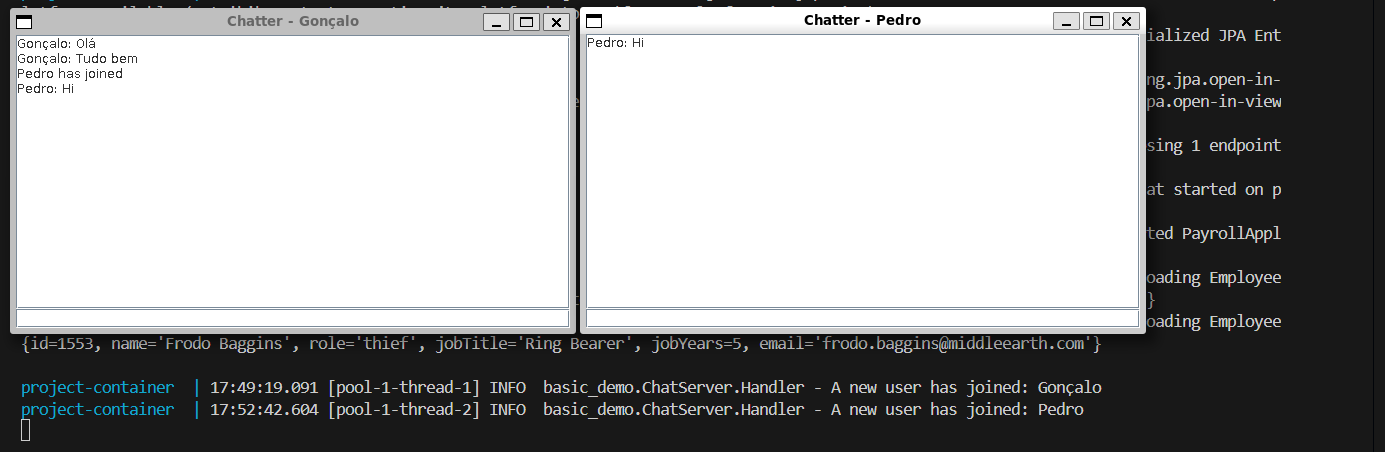 Chatter - Gonçalo
Gonçalo: Olá
Gonçalo: Tudo bem
Pedro has joined
Pedro: Hi
Chatter - Pedro
Pedro: Hi
ialized JPA Ent
ng.jpa.open-in-
pa.open-in-view
sing 1 endpoint
at started on p
ted PayrollAppl
oading Employee
}
oading Employee
{id=1553, name='Frodo Baggins', role='thief', jobTitle='Ring Bearer', jobYears=5, email='frodo.baggins@middleearth.com'}
project-container | 17:49:19.091 [pool-1-thread-1] INFO basic_demo.ChatServer.Handler - A new user has joined: Gonçalo
project-container | 17:52:42.604 [pool-1-thread-2] INFO basic_demo.ChatServer.Handler - A new user has joined: Pedro